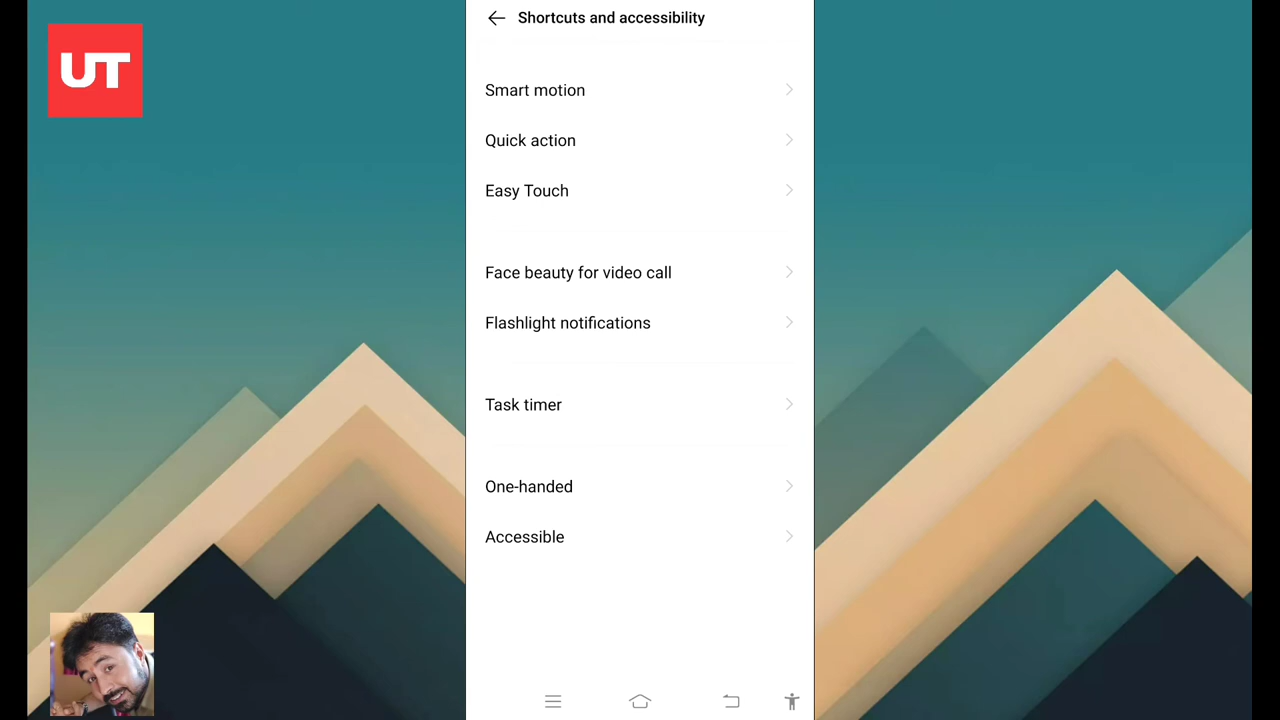 UT
Shortcuts and accessibility
Smart motion
Quick action
Easy Touch
Face beauty for video call
Flashlight notifications
Task timer
One-handed
Accessible